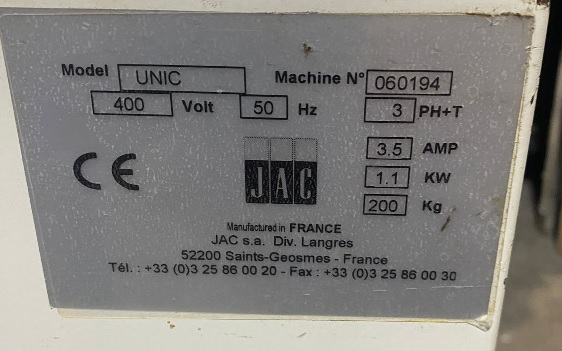 Model UNIC Machine N° 060194
400 Volt 50 Hz 3 PH+T
3.5 AMP
CE JAC 1.1 KW
200 Kg
Manufactured in FRANCE
JAC s.a. Div. Langres
52200 Saints-Geosmes - France
Tél. : +33 (0)3 25 86 00 20 - Fax : +33 (0)3 25 86 00 30